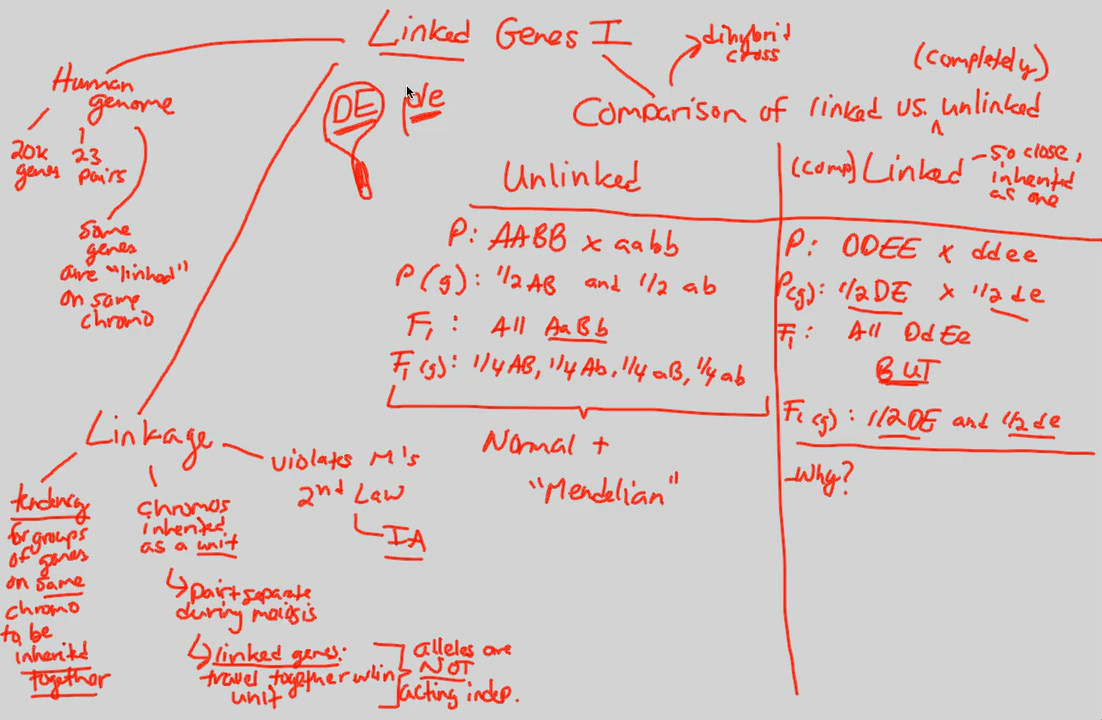 Linked Genes I
dihybrid
cross
(completely)
Comparison of linked vs. unlinked
^
Human
genome
20k
genes
23
pairs
Some
genes
are "linked"
on same
chromo
DE
de
Unlinked
P: AABB x aabb
P(g): 1/2 AB and 1/2 ab
F1: All AaBb
F1(g): 1/4 AB, 1/4 Ab, 1/4 aB, 1/4 ab
Normal +
"Mendelian"
(comp) Linked - so close,
inherited
as one
P: DDEE x ddee
P(g): 1/2 DE x 1/2 de
F1: All DdEe
BUT
F1(g): 1/2 DE and 1/2 de
- Why?
Linkage
tendency
for groups
of genes
on same
chromo
to be
inherited
together
chromos
inherited
as a unit
↳ pairs separate
during meiosis
↳ linked genes:
travel together w/in
unit
alleles are
NOT
acting indep.
violates M's
2nd Law
IA